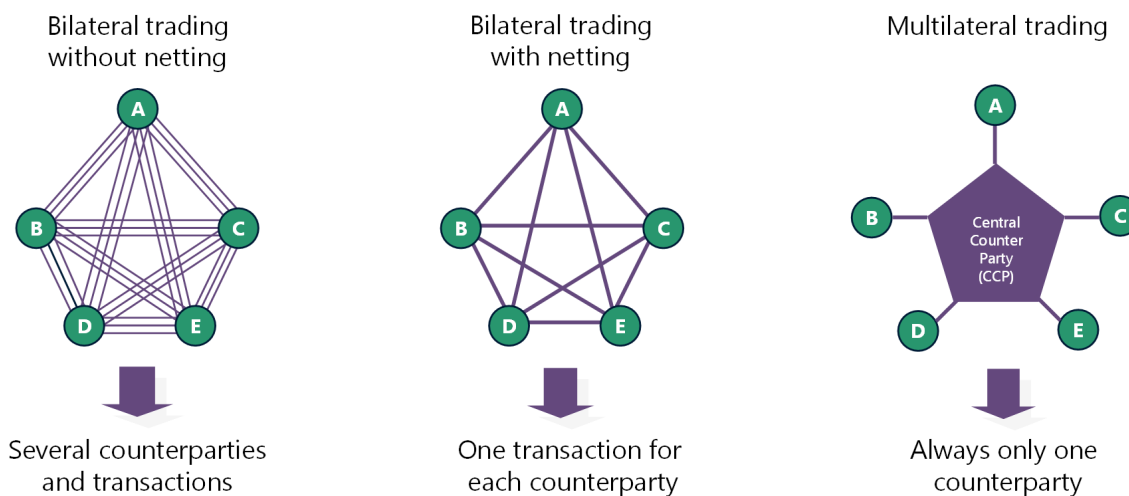 Bilateral trading
without netting
A
B
C
D
E
Several counterparties
and transactions
Bilateral trading
with netting
A
B
C
D
E
One transaction for
each counterparty
Multilateral trading
A
B
C
Central
Counter
Party
(CCP)
D
E
Always only one
counterparty